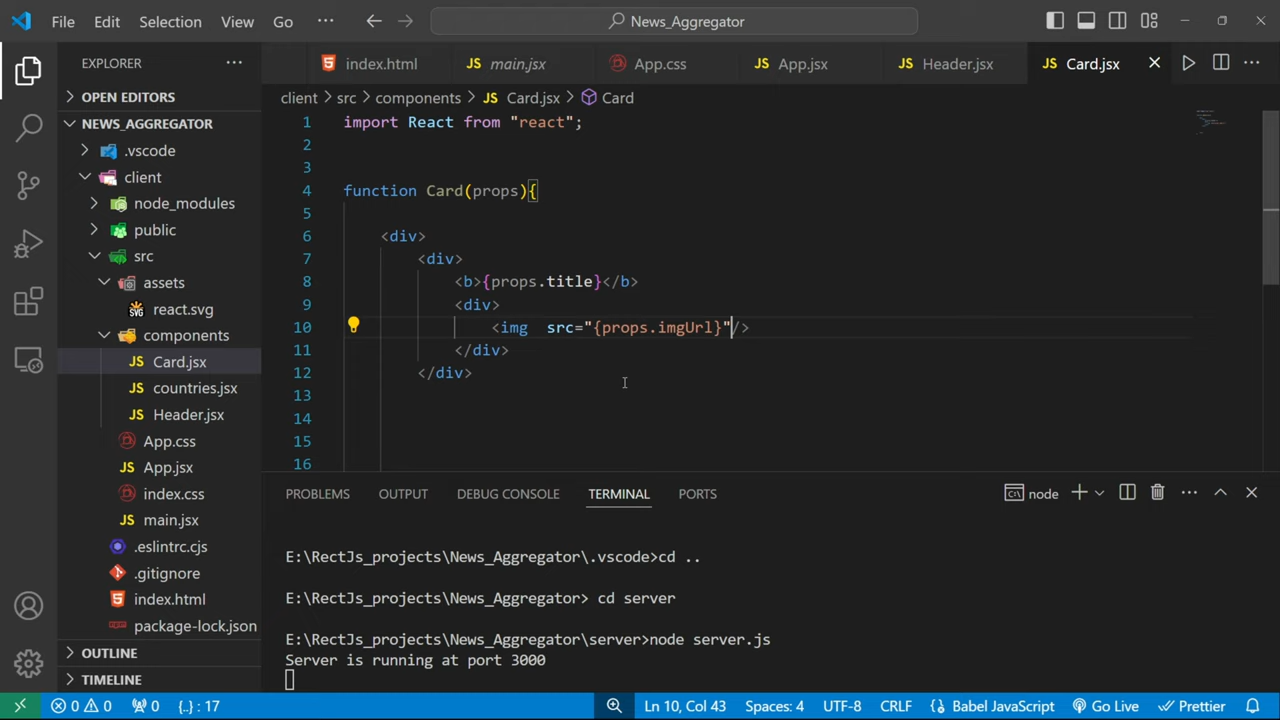 File Edit Selection View Go ··· News_Aggregator
EXPLORER ··· index.html main.jsx App.css App.jsx Header.jsx Card.jsx ···
OPEN EDITORS
NEWS_AGGREGATOR
.vscode
client
node_modules
public
src
assets
react.svg
components
Card.jsx
countries.jsx
Header.jsx
App.css
App.jsx
index.css
main.jsx
.eslintrc.cjs
.gitignore
index.html
package-lock.json
OUTLINE
TIMELINE
client > src > components > JS Card.jsx > Card
1 import React from "react";
2
3
4 function Card(props){
5
6 <div>
7 <div>
8 <b>{props.title}</b>
9 <div>
10 <img  src="{props.imgUrl}"/>
11 </div>
12 </div>
13
14
15
16
PROBLEMS OUTPUT DEBUG CONSOLE TERMINAL PORTS node ···
E:\RectJs_projects\News_Aggregator\.vscode>cd ..
E:\RectJs_projects\News_Aggregator> cd server
E:\RectJs_projects\News_Aggregator\server>node server.js
Server is running at port 3000
0 0 0 {..} : 17 Ln 10, Col 43 Spaces: 4 UTF-8 CRLF Babel JavaScript Go Live Prettier